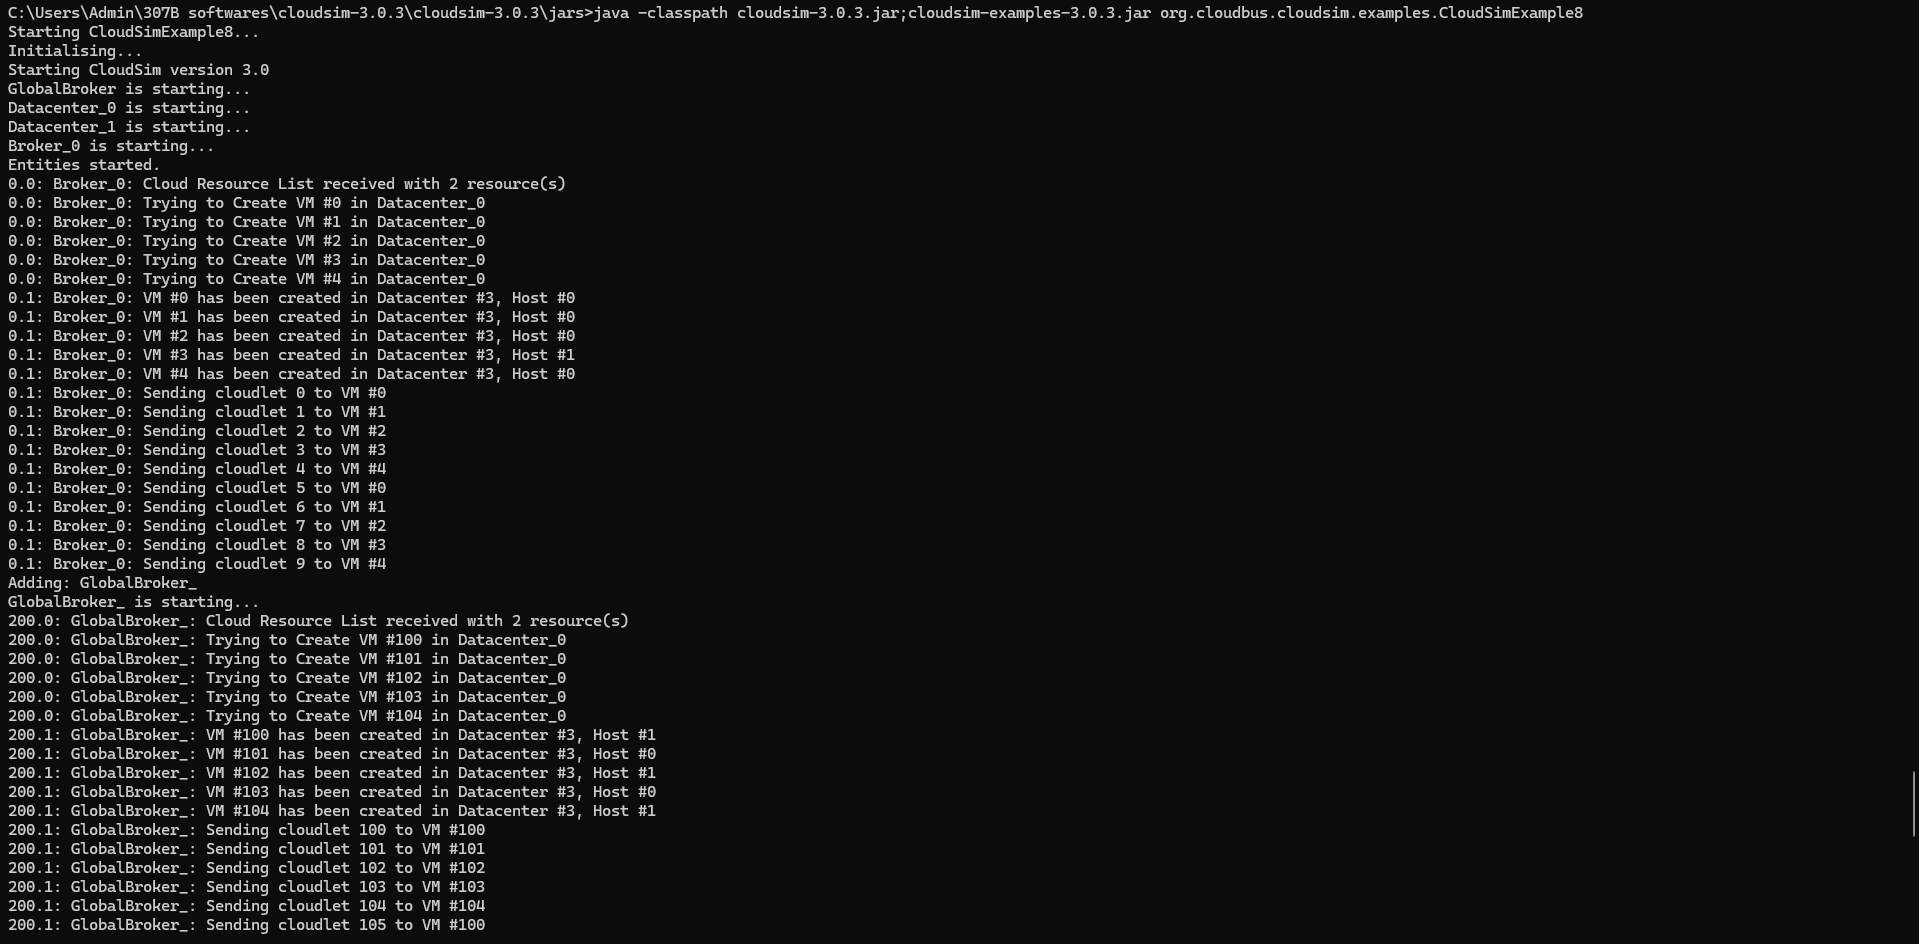 C:\Users\Admin\307B softwares\cloudsim-3.0.3\cloudsim-3.0.3\jars>java -classpath cloudsim-3.0.3.jar;cloudsim-examples-3.0.3.jar org.cloudbus.cloudsim.examples.CloudSimExample8
Starting CloudSimExample8...
Initialising...
Starting CloudSim version 3.0
GlobalBroker is starting...
Datacenter_0 is starting...
Datacenter_1 is starting...
Broker_0 is starting...
Entities started.
0.0: Broker_0: Cloud Resource List received with 2 resource(s)
0.0: Broker_0: Trying to Create VM #0 in Datacenter_0
0.0: Broker_0: Trying to Create VM #1 in Datacenter_0
0.0: Broker_0: Trying to Create VM #2 in Datacenter_0
0.0: Broker_0: Trying to Create VM #3 in Datacenter_0
0.0: Broker_0: Trying to Create VM #4 in Datacenter_0
0.1: Broker_0: VM #0 has been created in Datacenter #3, Host #0
0.1: Broker_0: VM #1 has been created in Datacenter #3, Host #0
0.1: Broker_0: VM #2 has been created in Datacenter #3, Host #0
0.1: Broker_0: VM #3 has been created in Datacenter #3, Host #1
0.1: Broker_0: VM #4 has been created in Datacenter #3, Host #0
0.1: Broker_0: Sending cloudlet 0 to VM #0
0.1: Broker_0: Sending cloudlet 1 to VM #1
0.1: Broker_0: Sending cloudlet 2 to VM #2
0.1: Broker_0: Sending cloudlet 3 to VM #3
0.1: Broker_0: Sending cloudlet 4 to VM #4
0.1: Broker_0: Sending cloudlet 5 to VM #0
0.1: Broker_0: Sending cloudlet 6 to VM #1
0.1: Broker_0: Sending cloudlet 7 to VM #2
0.1: Broker_0: Sending cloudlet 8 to VM #3
0.1: Broker_0: Sending cloudlet 9 to VM #4
Adding: GlobalBroker_
GlobalBroker_ is starting...
200.0: GlobalBroker_: Cloud Resource List received with 2 resource(s)
200.0: GlobalBroker_: Trying to Create VM #100 in Datacenter_0
200.0: GlobalBroker_: Trying to Create VM #101 in Datacenter_0
200.0: GlobalBroker_: Trying to Create VM #102 in Datacenter_0
200.0: GlobalBroker_: Trying to Create VM #103 in Datacenter_0
200.0: GlobalBroker_: Trying to Create VM #104 in Datacenter_0
200.1: GlobalBroker_: VM #100 has been created in Datacenter #3, Host #1
200.1: GlobalBroker_: VM #101 has been created in Datacenter #3, Host #0
200.1: GlobalBroker_: VM #102 has been created in Datacenter #3, Host #1
200.1: GlobalBroker_: VM #103 has been created in Datacenter #3, Host #0
200.1: GlobalBroker_: VM #104 has been created in Datacenter #3, Host #1
200.1: GlobalBroker_: Sending cloudlet 100 to VM #100
200.1: GlobalBroker_: Sending cloudlet 101 to VM #101
200.1: GlobalBroker_: Sending cloudlet 102 to VM #102
200.1: GlobalBroker_: Sending cloudlet 103 to VM #103
200.1: GlobalBroker_: Sending cloudlet 104 to VM #104
200.1: GlobalBroker_: Sending cloudlet 105 to VM #100